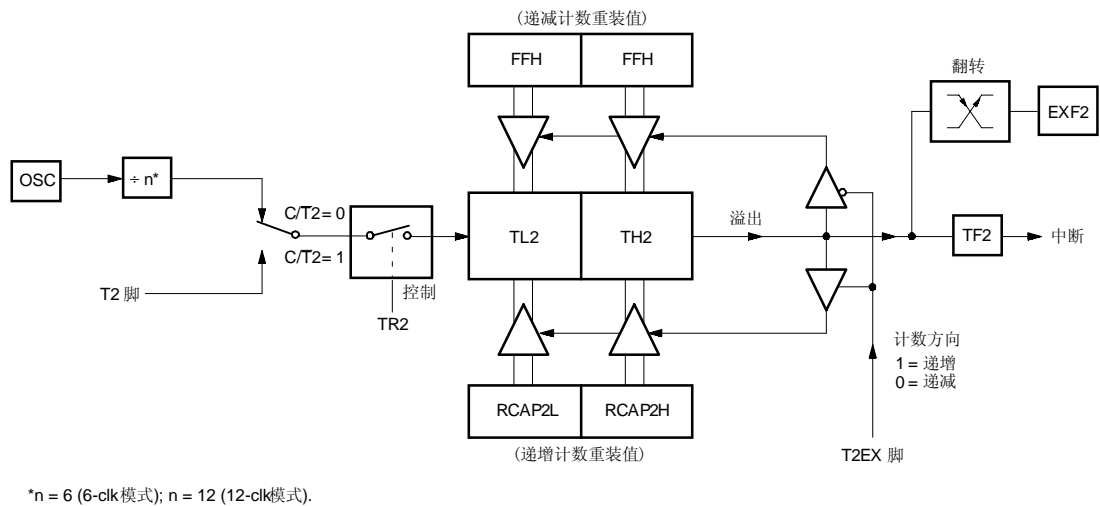 (递减计数重装值)
FFH
FFH
翻转
EXF2
OSC
÷ n*
C/T2 = 0
C/T2 = 1
TL2
TH2
溢出
TF2
中断
T2 脚
控制
TR2
计数方向
1 = 递增
0 = 递减
RCAP2L
RCAP2H
(递增计数重装值)
T2EX 脚
*n = 6 (6-clk模式); n = 12 (12-clk模式).